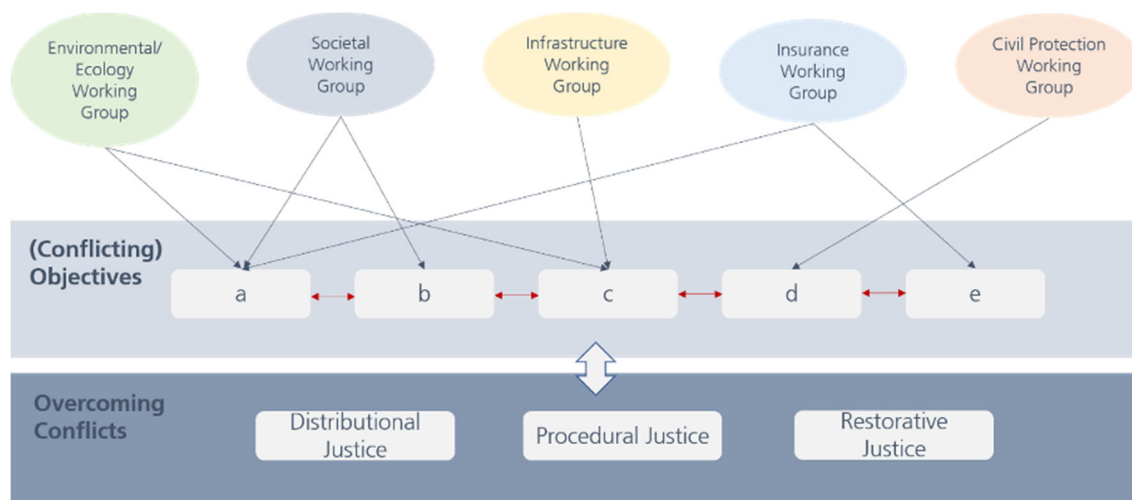 Environmental/
Ecology
Working
Group
Societal
Working
Group
Infrastructure
Working
Group
Insurance
Working
Group
Civil Protection
Working
Group
(Conflicting)
Objectives
a
b
c
d
e
Overcoming
Conflicts
Distributional
Justice
Procedural Justice
Restorative
Justice